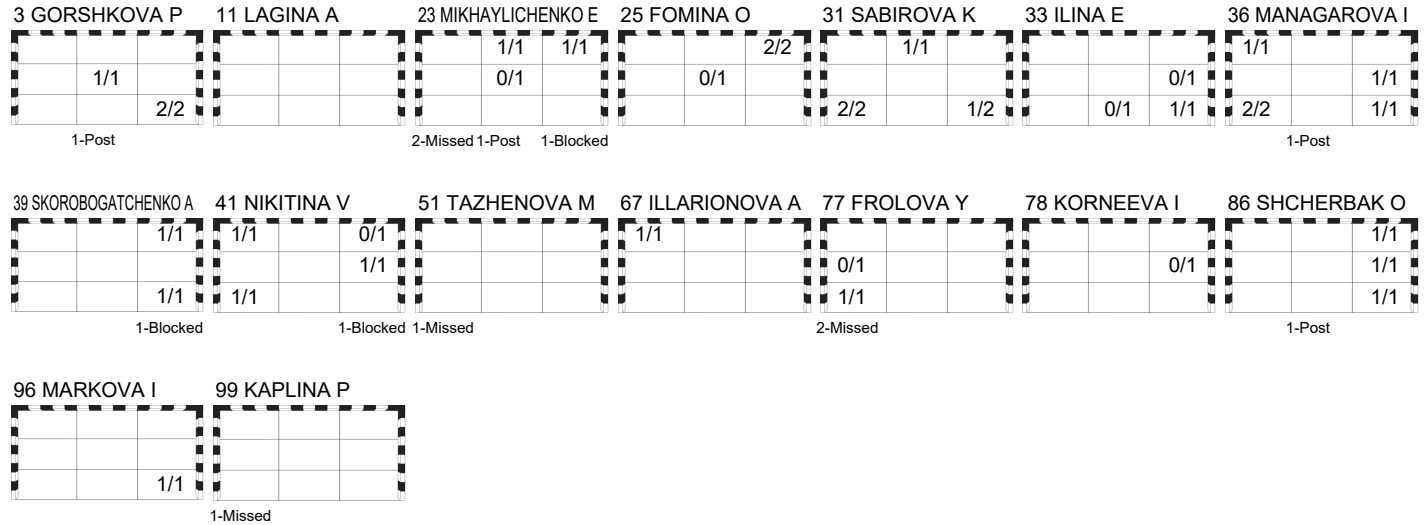 3 GORSHKOVA P 11 LAGINA A 23 MIKHAYLICHENKO E 25 FOMINA O 31 SABIROVA K 33 ILINA E 36 MANAGAROVA I
1/1 1/1 2/2 1/1 1/1
1/1 0/1 0/1 0/1 1/1
2/2 2/2 1/2 0/1 1/1 2/2 1/1
1-Post 2-Missed 1-Post 1-Blocked 1-Post
39 SKOROBOGATCHENKO A 41 NIKITINA V 51 TAZHENOVA M 67 ILLARIONOVA A 77 FROLOVA Y 78 KORNEEVA I 86 SHCHERBAK O
1/1 1/1 0/1 1/1 1/1
1/1 0/1 0/1 1/1
1/1 1/1 1/1 1/1
1-Blocked 1-Blocked 1-Missed 2-Missed 1-Post
96 MARKOVA I 99 KAPLINA P
1/1
1-Missed